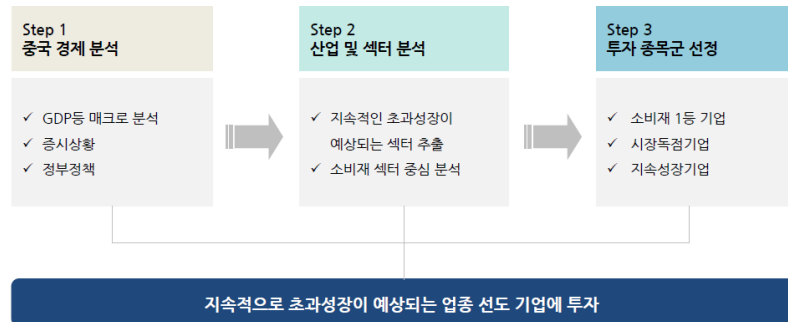 Step 1
중국 경제 분석
✓ GDP등 매크로 분석
✓ 증시상황
✓ 정부정책
Step 2
산업 및 섹터 분석
✓ 지속적인 초과성장이
예상되는 섹터 추출
✓ 소비재 섹터 중심 분석
Step 3
투자 종목군 선정
✓ 소비재 1등 기업
✓ 시장독점기업
✓ 지속성장기업
지속적으로 초과성장이 예상되는 업종 선도 기업에 투자